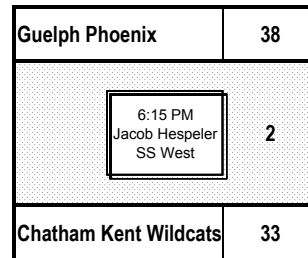 Guelph Phoenix 38
6:15 PM
Jacob Hespeler 2
SS West
Chatham Kent Wildcats 33